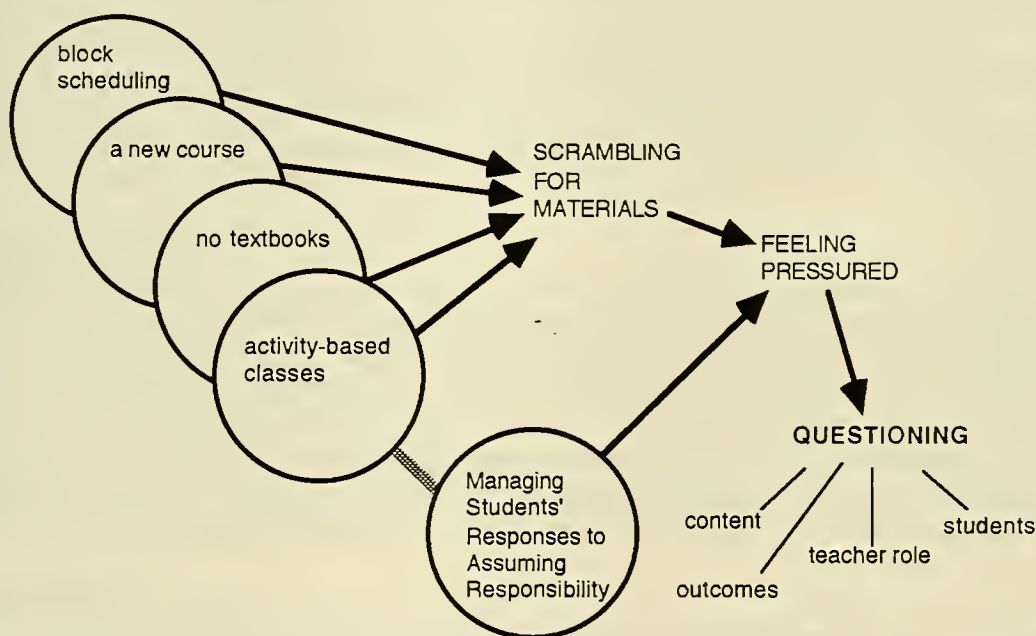 block
scheduling
a new course
no textbooks
activity-based
classes
SCRAMBLING
FOR
MATERIALS
FEELING
PRESSURED
Managing
Students'
Responses to
Assuming
Responsibility
QUESTIONING
content
outcomes
teacher role
students